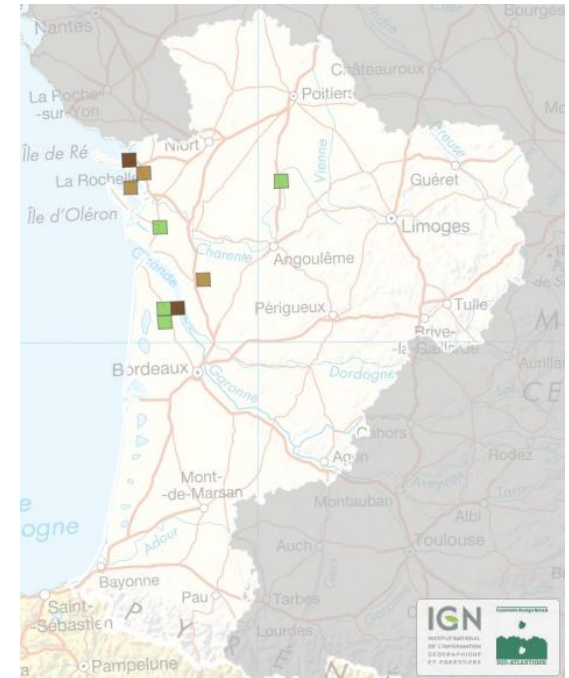 Nantes
Bourges
Indre
Châteauroux
La Roche-
-sur-Yon
Poitiers
Île de Ré
Niort
Vienne
Creuse
La Rochelle
Guéret
Île d'Oléron
Limoges
Charente
Gironde
Angoulême
Périgueux
Tulle
Brive-
-la-Gaillarde
Bordeaux
Dordogne
Aurillac
CE
Garonne
Cahors
Agen
Rodez
Mont-
-de-Marsan
Montauban
Aveyron
Tarn
Albi
ogne
Adour
Auch
Gers
Toulouse
Bayonne
Pau
Tarbes
Saint-
-Sébastien
Lourdes
Pampelune
P Y R
N
IGN
INSTITUT NATIONAL
DE L'INFORMATION
GÉOGRAPHIQUE
ET FORESTIÈRE
SUD-ATLANTIQUE